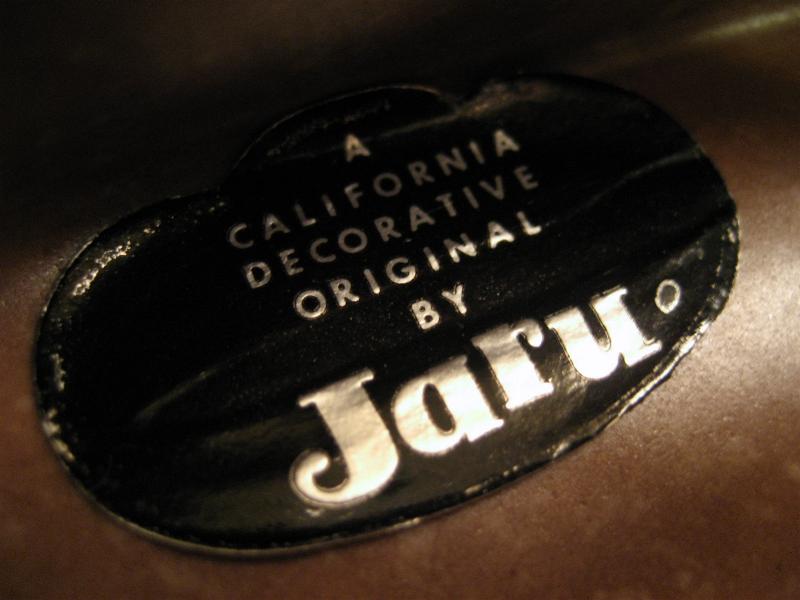 A
CALIFORNIA
DECORATIVE
ORIGINAL
BY
Jaru